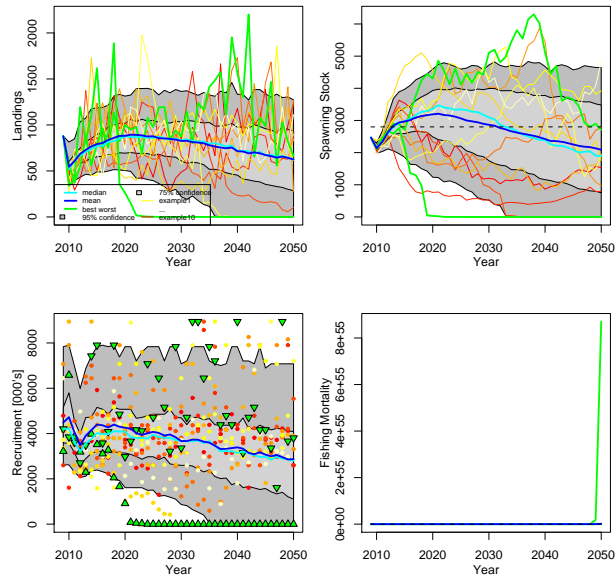 Landings
0 500 1000 1500 2000
median
mean
best worst
95% confidence
75% confidence
example1
...
example10
2010 2020 2030 2040 2050
Year
Spawning Stock
0 1000 3000 5000
2010 2020 2030 2040 2050
Year
Recruitment [000's]
0 2000 4000 6000 8000
2010 2020 2030 2040 2050
Year
Fishing Mortality
0e+00 2e+55 4e+55 6e+55 8e+55
2010 2020 2030 2040 2050
Year